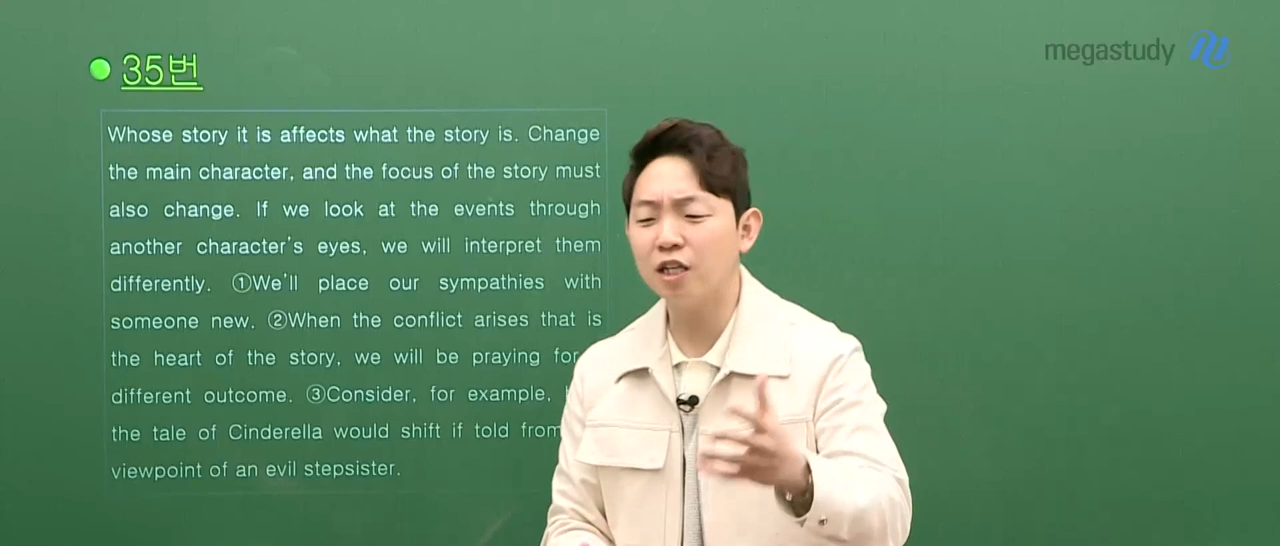 35번
megastudy
Whose story it is affects what the story is. Change
the main character, and the focus of the story must
also change. If we look at the events through
another character's eyes, we will interpret them
differently. ①We'll place our sympathies with
someone new. ②When the conflict arises that is
the heart of the story, we will be praying for
different outcome. ③Consider, for example,
the tale of Cinderella would shift if told from
viewpoint of an evil stepsister.